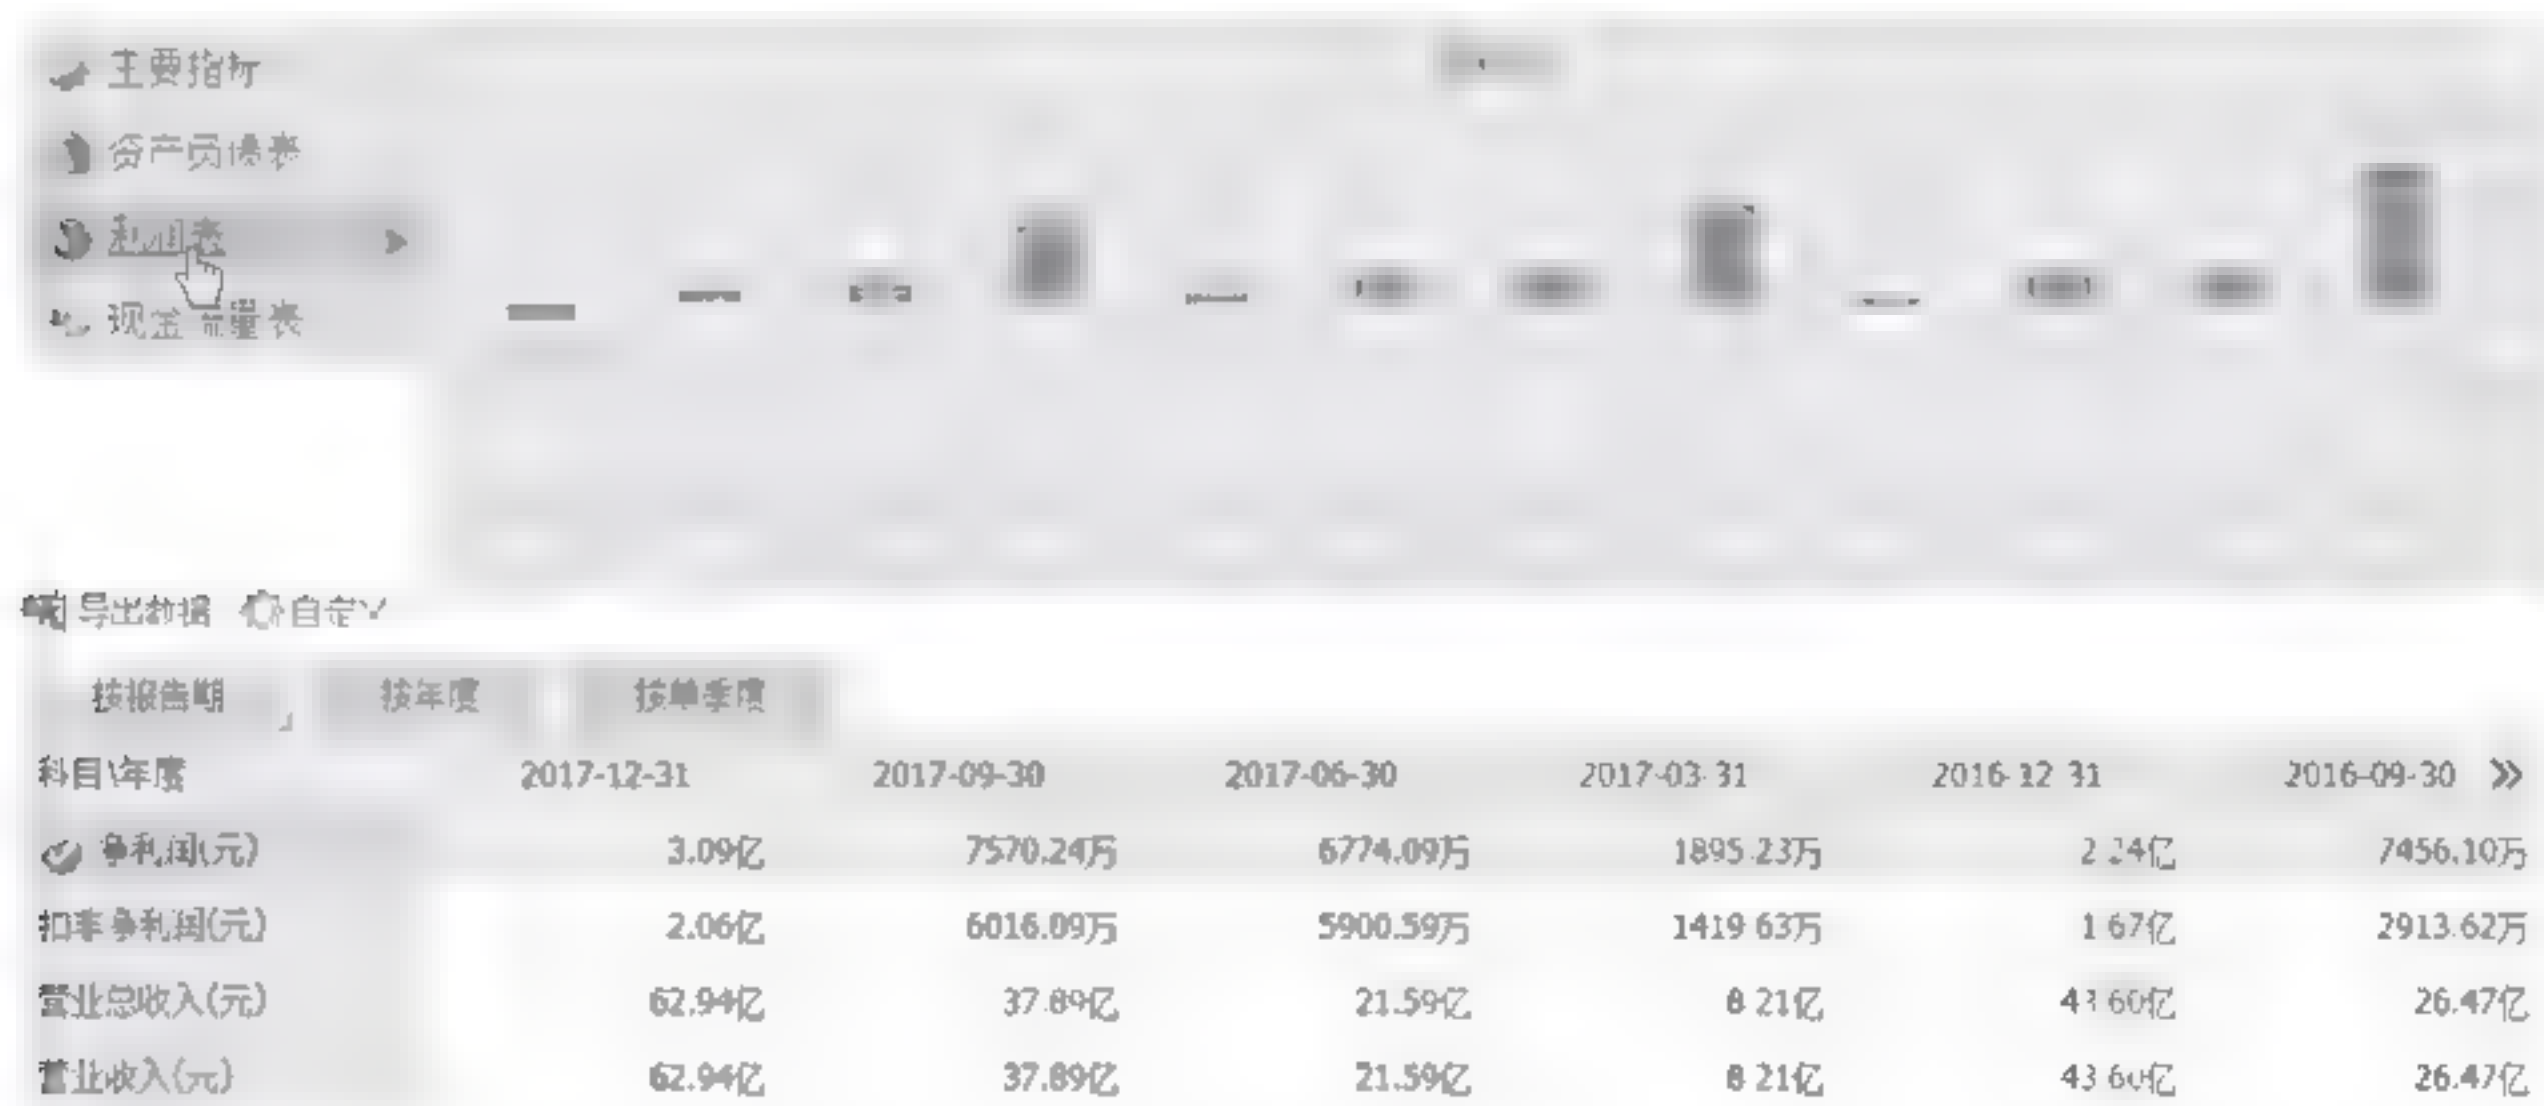 主要指标
资产负债表
利润表
现金流量表
导出数据 自定义
按报告期 按年度 按单季度
科目\年度 2017-12-31 2017-09-30 2017-06-30 2017-03-31 2016-12-31 2016-09-30 »
净利润(元) 3.09亿 7570.24万 6774.09万 1895.23万 2.24亿 7456.10万
扣非净利润(元) 2.06亿 6016.09万 5900.59万 1419.63万 1.67亿 2913.62万
营业总收入(元) 62.94亿 37.89亿 21.59亿 8.21亿 43.60亿 26.47亿
营业收入(元) 62.94亿 37.89亿 21.59亿 8.21亿 43.60亿 26.47亿